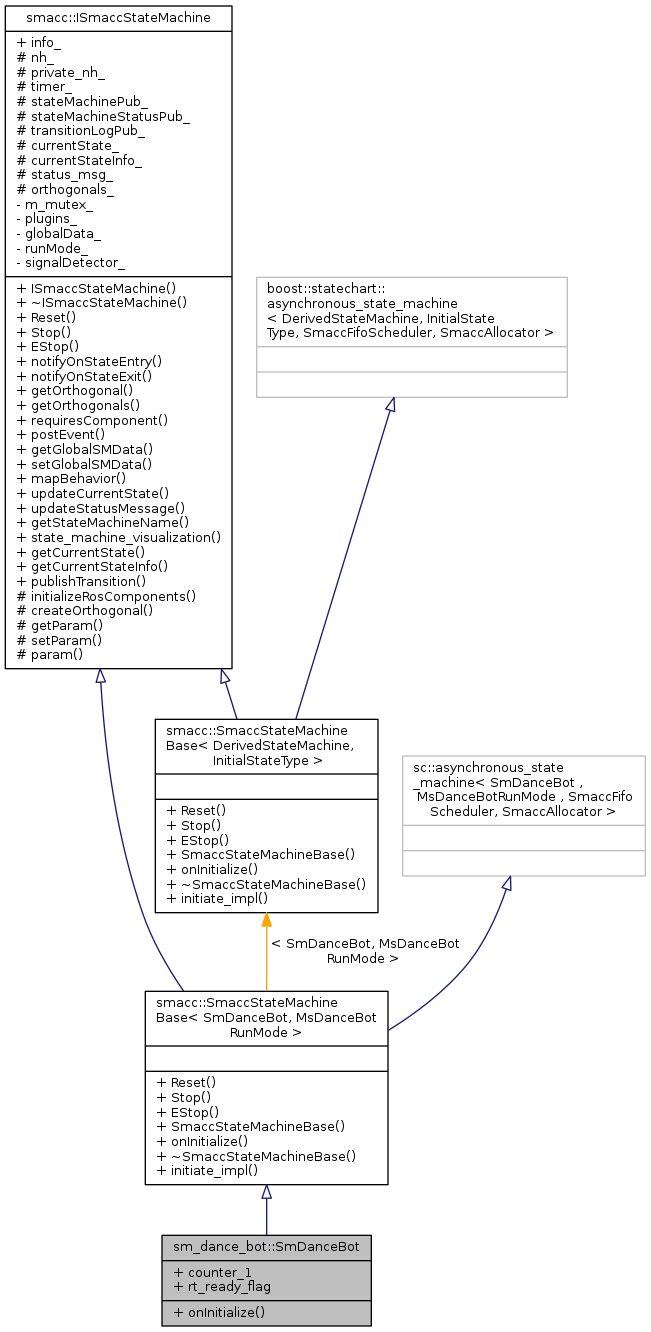 smacc::ISmaccStateMachine
+ info_
# nh_
# private_nh_
# timer_
# stateMachinePub_
# stateMachineStatusPub_
# transitionLogPub_
# currentState_
# currentStateInfo_
# status_msg_
# orthogonals_
- m_mutex_
- plugins_
- globalData_
- runMode_
- signalDetector_
+ ISmaccStateMachine()
+ ~ISmaccStateMachine()
+ Reset()
+ Stop()
+ EStop()
+ notifyOnStateEntry()
+ notifyOnStateExit()
+ getOrthogonal()
+ getOrthogonals()
+ requiresComponent()
+ postEvent()
+ getGlobalSMData()
+ setGlobalSMData()
+ mapBehavior()
+ updateCurrentState()
+ updateStatusMessage()
+ getStateMachineName()
+ state_machine_visualization()
+ getCurrentState()
+ getCurrentStateInfo()
+ publishTransition()
# initializeRosComponents()
# createOrthogonal()
# getParam()
# setParam()
# param()
boost::statechart::
asynchronous_state_machine
< DerivedStateMachine, InitialState
Type, SmaccFifoScheduler, SmaccAllocator >
smacc::SmaccStateMachine
Base< DerivedStateMachine,
InitialStateType >
+ Reset()
+ Stop()
+ EStop()
+ SmaccStateMachineBase()
+ onInitialize()
+ ~SmaccStateMachineBase()
+ initiate_impl()
sc::asynchronous_state
_machine< SmDanceBot ,
MsDanceBotRunMode , SmaccFifo
Scheduler, SmaccAllocator >
< SmDanceBot, MsDanceBot
RunMode >
smacc::SmaccStateMachine
Base< SmDanceBot, MsDanceBot
RunMode >
+ Reset()
+ Stop()
+ EStop()
+ SmaccStateMachineBase()
+ onInitialize()
+ ~SmaccStateMachineBase()
+ initiate_impl()
sm_dance_bot::SmDanceBot
+ counter_1
+ rt_ready_flag
+ onInitialize()